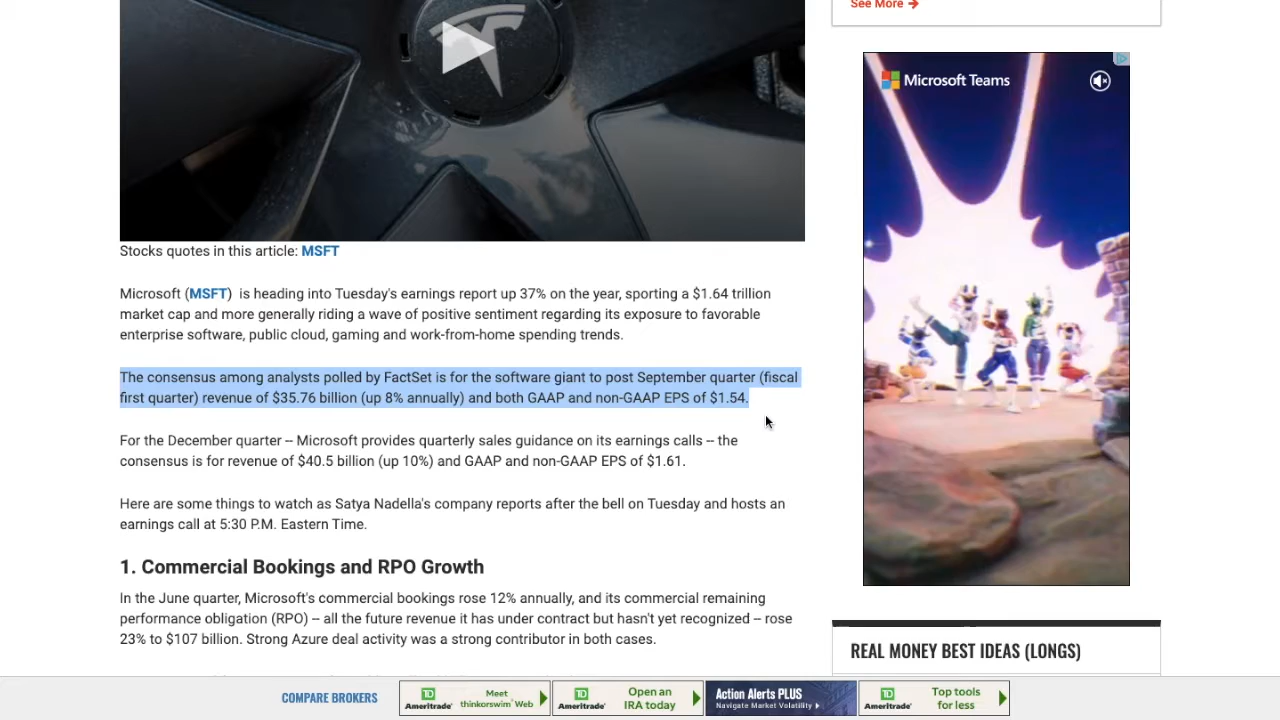 See More →
Microsoft Teams
Stocks quotes in this article: MSFT
Microsoft (MSFT) is heading into Tuesday's earnings report up 37% on the year, sporting a $1.64 trillion
market cap and more generally riding a wave of positive sentiment regarding its exposure to favorable
enterprise software, public cloud, gaming and work-from-home spending trends.
The consensus among analysts polled by FactSet is for the software giant to post September quarter (fiscal
first quarter) revenue of $35.76 billion (up 8% annually) and both GAAP and non-GAAP EPS of $1.54.
For the December quarter -- Microsoft provides quarterly sales guidance on its earnings calls -- the
consensus is for revenue of $40.5 billion (up 10%) and GAAP and non-GAAP EPS of $1.61.
Here are some things to watch as Satya Nadella's company reports after the bell on Tuesday and hosts an
earnings call at 5:30 P.M. Eastern Time.
1. Commercial Bookings and RPO Growth
In the June quarter, Microsoft's commercial bookings rose 12% annually, and its commercial remaining
performance obligation (RPO) -- all the future revenue it has under contract but hasn't yet recognized -- rose
23% to $107 billion. Strong Azure deal activity was a strong contributor in both cases.
REAL MONEY BEST IDEAS (LONGS)
COMPARE BROKERS
TD Ameritrade Meet
thinkorswim Web
TD Ameritrade Open an
IRA today
Action Alerts PLUS
Navigate Market Volatility
TD Ameritrade Top tools
for less